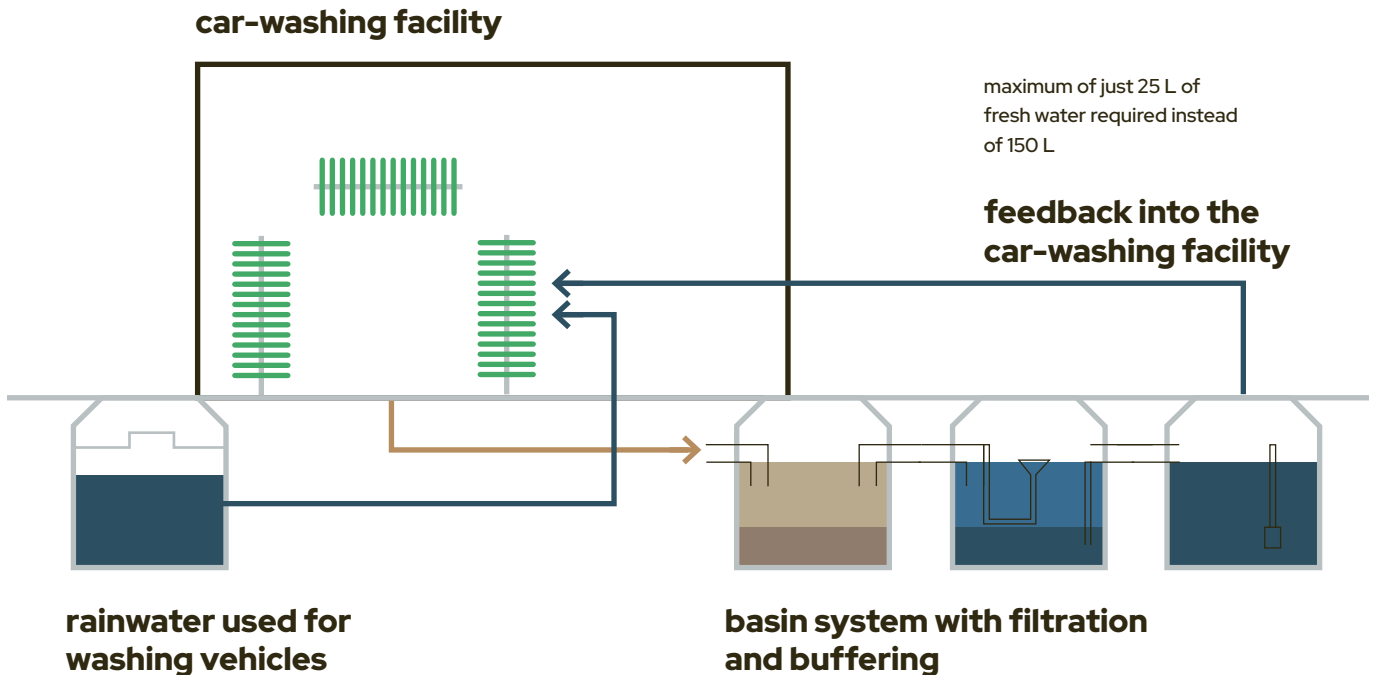 car-washing facility
maximum of just 25 L of
fresh water required instead
of 150 L
feedback into the
car-washing facility
rainwater used for
washing vehicles
basin system with filtration
and buffering